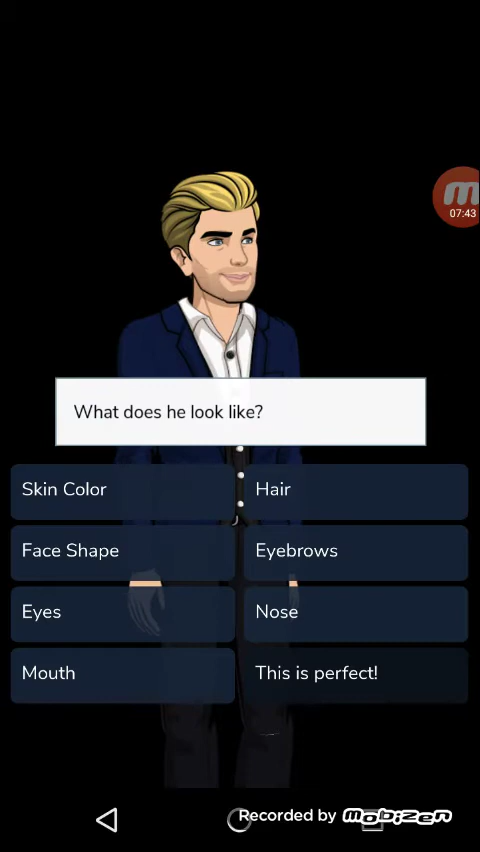 07:43
What does he look like?
Skin Color
Hair
Face Shape
Eyebrows
Eyes
Nose
Mouth
This is perfect!
Recorded by Mobizen